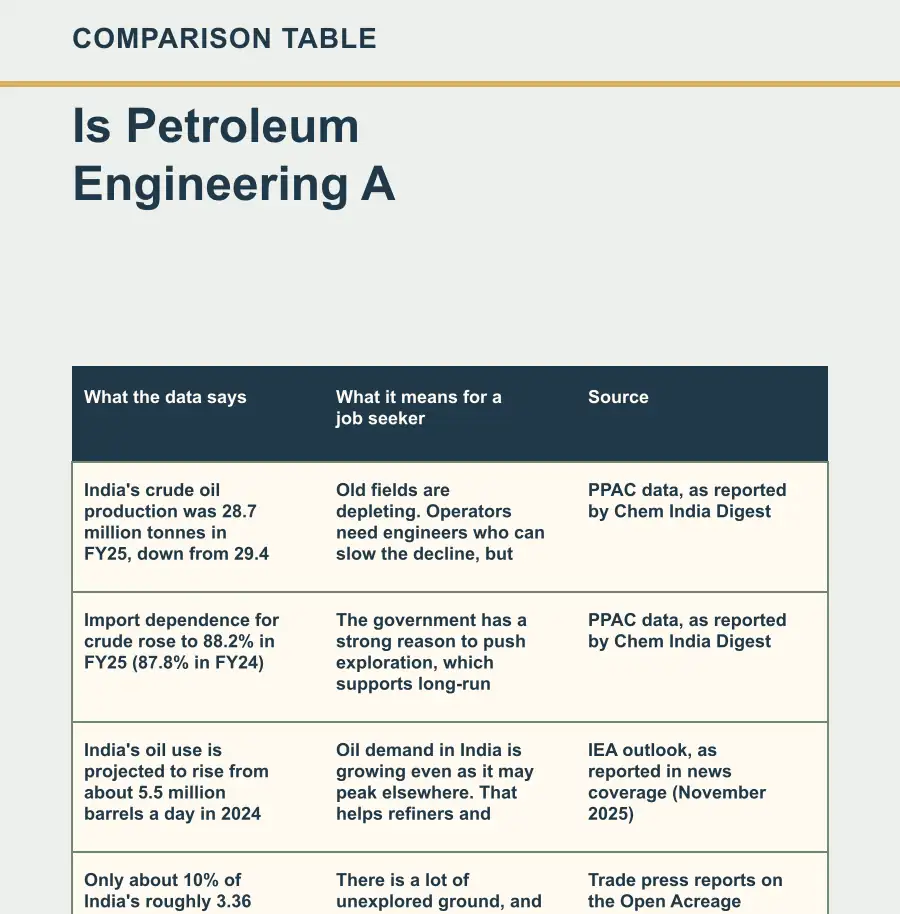 COMPARISON TABLE
Is Petroleum
Engineering A
What the data says
What it means for a
job seeker
Source
India's crude oil
production was 28.7
million tonnes in
FY25, down from 29.4
Old fields are
depleting. Operators
need engineers who can
slow the decline, but
PPAC data, as reported
by Chem India Digest
Import dependence for
crude rose to 88.2% in
FY25 (87.8% in FY24)
The government has a
strong reason to push
exploration, which
supports long-run
PPAC data, as reported
by Chem India Digest
India's oil use is
projected to rise from
about 5.5 million
barrels a day in 2024
Oil demand in India is
growing even as it may
peak elsewhere. That
helps refiners and
IEA outlook, as
reported in news
coverage (November
2025)
Only about 10% of
India's roughly 3.36
There is a lot of
unexplored ground, and
Trade press reports on
the Open Acreage